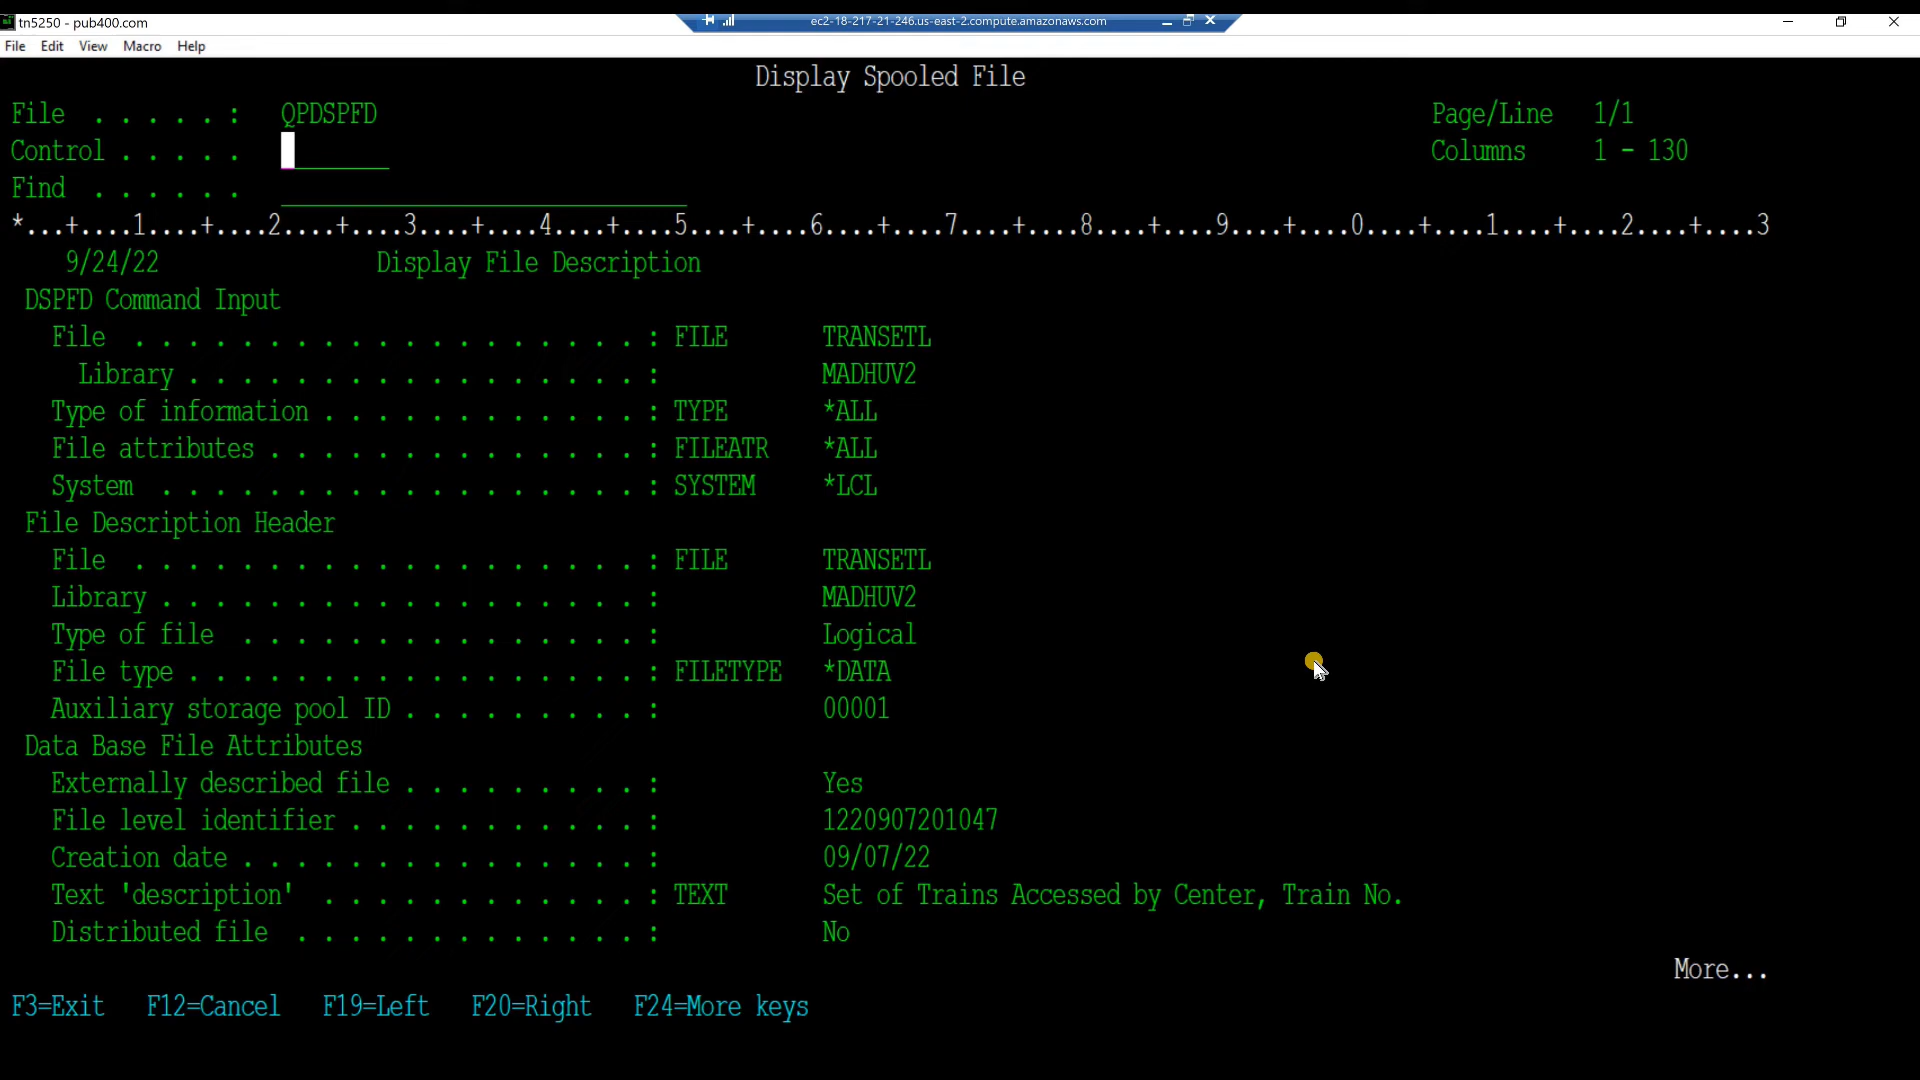 tn5250 - pub400.com
ec2-18-217-21-246.us-east-2.compute.amazonaws.com
File Edit View Macro Help
Display Spooled File
File . . . . . : QPDSPFD Page/Line 1/1
Control . . . . . Columns 1 - 130
Find . . . . . .
*...+....1....+....2....+....3....+....4....+....5....+....6....+....7....+....8....+....9....+....0....+....1....+....2....+....3
9/24/22 Display File Description
DSPFD Command Input
File . . . . . . . . . . . . . . . . . . . . : FILE TRANSETL
Library . . . . . . . . . . . . . . . . . . : MADHUV2
Type of information . . . . . . . . . . . . . : TYPE *ALL
File attributes . . . . . . . . . . . . . . . : FILEATR *ALL
System . . . . . . . . . . . . . . . . . . . : SYSTEM *LCL
File Description Header
File . . . . . . . . . . . . . . . . . . . . : FILE TRANSETL
Library . . . . . . . . . . . . . . . . . . . : MADHUV2
Type of file . . . . . . . . . . . . . . . . : Logical
File type . . . . . . . . . . . . . . . . . . : FILETYPE *DATA
Auxiliary storage pool ID . . . . . . . . . . : 00001
Data Base File Attributes
Externally described file . . . . . . . . . . : Yes
File level identifier . . . . . . . . . . . . : 1220907201047
Creation date . . . . . . . . . . . . . . . . : 09/07/22
Text 'description' . . . . . . . . . . . . . : TEXT Set of Trains Accessed by Center, Train No.
Distributed file . . . . . . . . . . . . . . : No
More...
F3=Exit F12=Cancel F19=Left F20=Right F24=More keys